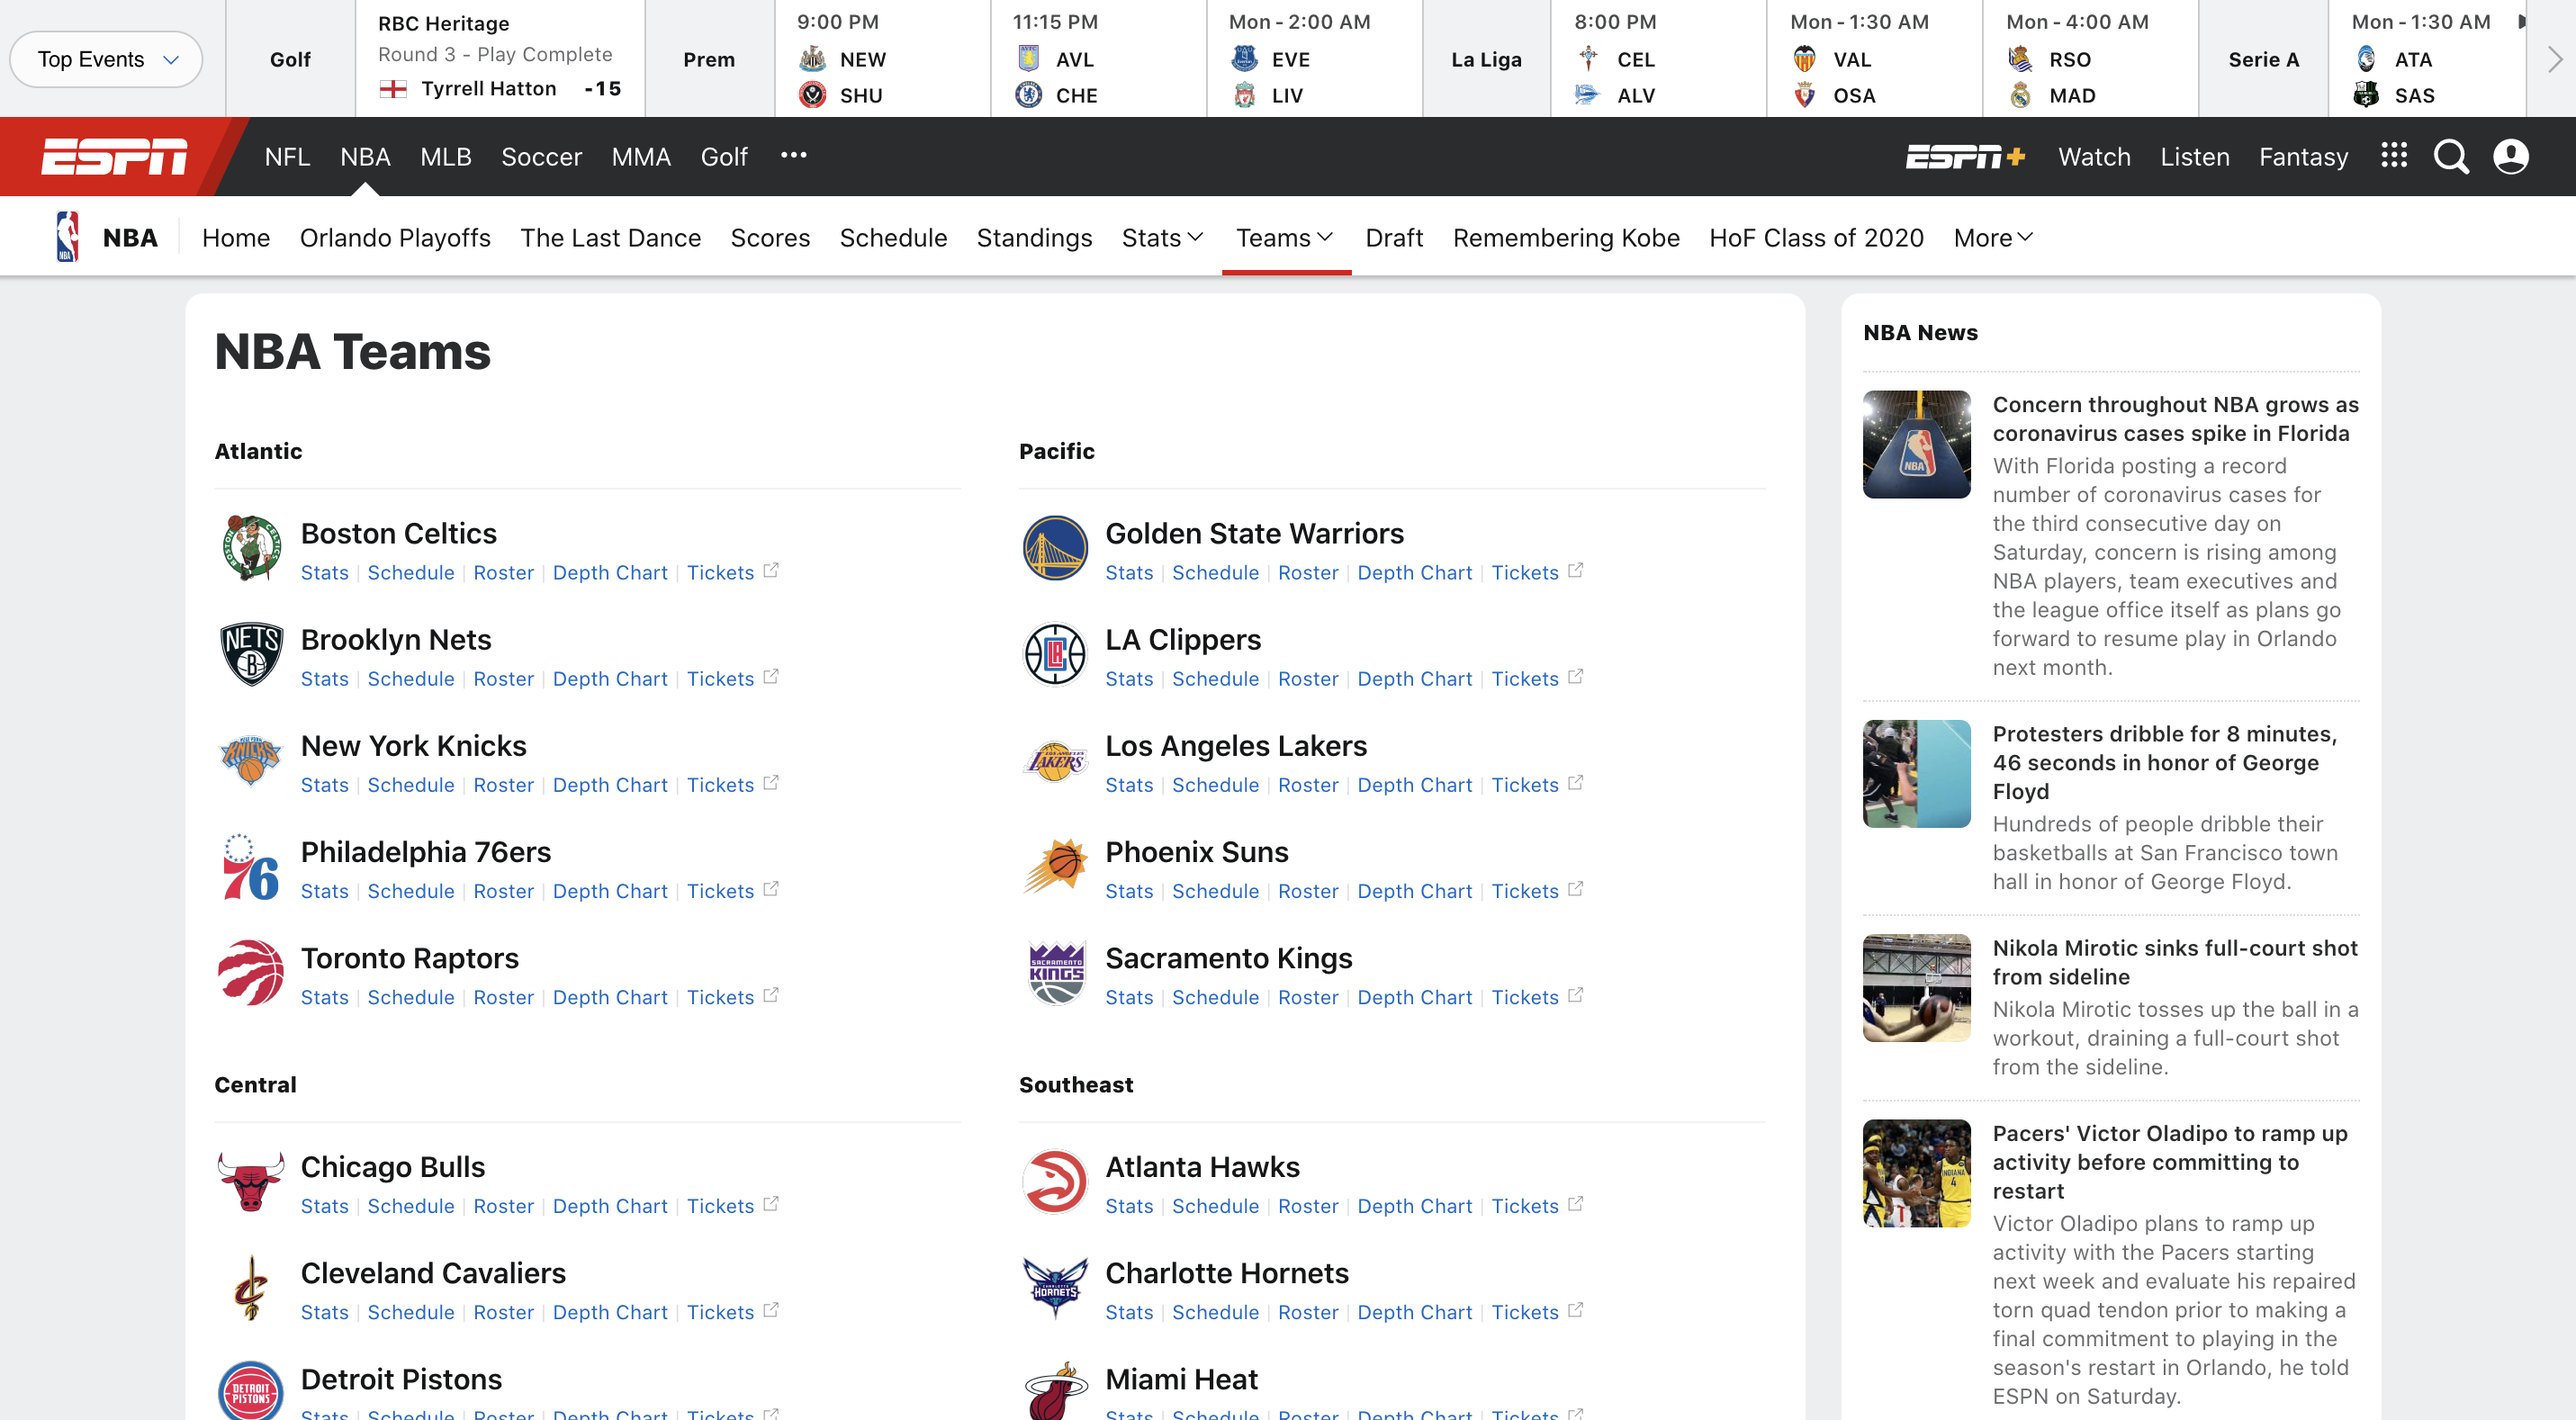 Top Events
Golf
RBC Heritage
Round 3 - Play Complete
Tyrrell Hatton -15
Prem
9:00 PM
NEW
SHU
11:15 PM
AVL
CHE
Mon - 2:00 AM
EVE
LIV
La Liga
8:00 PM
CEL
ALV
Mon - 1:30 AM
VAL
OSA
Mon - 4:00 AM
RSO
MAD
Serie A
Mon - 1:30 AM
ATA
SAS
ESPN NFL NBA MLB Soccer MMA Golf ••• ESPN+ Watch Listen Fantasy
NBA Home Orlando Playoffs The Last Dance Scores Schedule Standings Stats Teams Draft Remembering Kobe HoF Class of 2020 More
NBA Teams
Atlantic
Boston Celtics
Stats | Schedule | Roster | Depth Chart | Tickets
Brooklyn Nets
Stats | Schedule | Roster | Depth Chart | Tickets
New York Knicks
Stats | Schedule | Roster | Depth Chart | Tickets
Philadelphia 76ers
Stats | Schedule | Roster | Depth Chart | Tickets
Toronto Raptors
Stats | Schedule | Roster | Depth Chart | Tickets
Central
Chicago Bulls
Stats | Schedule | Roster | Depth Chart | Tickets
Cleveland Cavaliers
Stats | Schedule | Roster | Depth Chart | Tickets
Detroit Pistons
Stats | Schedule | Roster | Depth Chart | Tickets
Pacific
Golden State Warriors
Stats | Schedule | Roster | Depth Chart | Tickets
LA Clippers
Stats | Schedule | Roster | Depth Chart | Tickets
Los Angeles Lakers
Stats | Schedule | Roster | Depth Chart | Tickets
Phoenix Suns
Stats | Schedule | Roster | Depth Chart | Tickets
Sacramento Kings
Stats | Schedule | Roster | Depth Chart | Tickets
Southeast
Atlanta Hawks
Stats | Schedule | Roster | Depth Chart | Tickets
Charlotte Hornets
Stats | Schedule | Roster | Depth Chart | Tickets
Miami Heat
Stats | Schedule | Roster | Depth Chart | Tickets
NBA News
Concern throughout NBA grows as
coronavirus cases spike in Florida
With Florida posting a record
number of coronavirus cases for
the third consecutive day on
Saturday, concern is rising among
NBA players, team executives and
the league office itself as plans go
forward to resume play in Orlando
next month.
Protesters dribble for 8 minutes,
46 seconds in honor of George
Floyd
Hundreds of people dribble their
basketballs at San Francisco town
hall in honor of George Floyd.
Nikola Mirotic sinks full-court shot
from sideline
Nikola Mirotic tosses up the ball in a
workout, draining a full-court shot
from the sideline.
Pacers' Victor Oladipo to ramp up
activity before committing to
restart
Victor Oladipo plans to ramp up
activity with the Pacers starting
next week and evaluate his repaired
torn quad tendon prior to making a
final commitment to playing in the
season's restart in Orlando, he told
ESPN on Saturday.